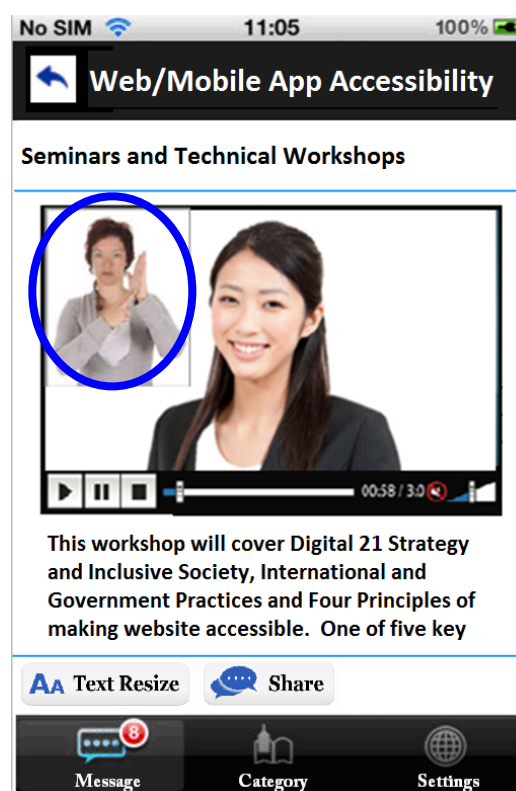 No SIM 11:05 100%
Web/Mobile App Accessibility
Seminars and Technical Workshops
00:58 / 3:0
This workshop will cover Digital 21 Strategy
and Inclusive Society, International and
Government Practices and Four Principles of
making website accessible. One of five key
AA Text Resize Share
8
Message Category Settings